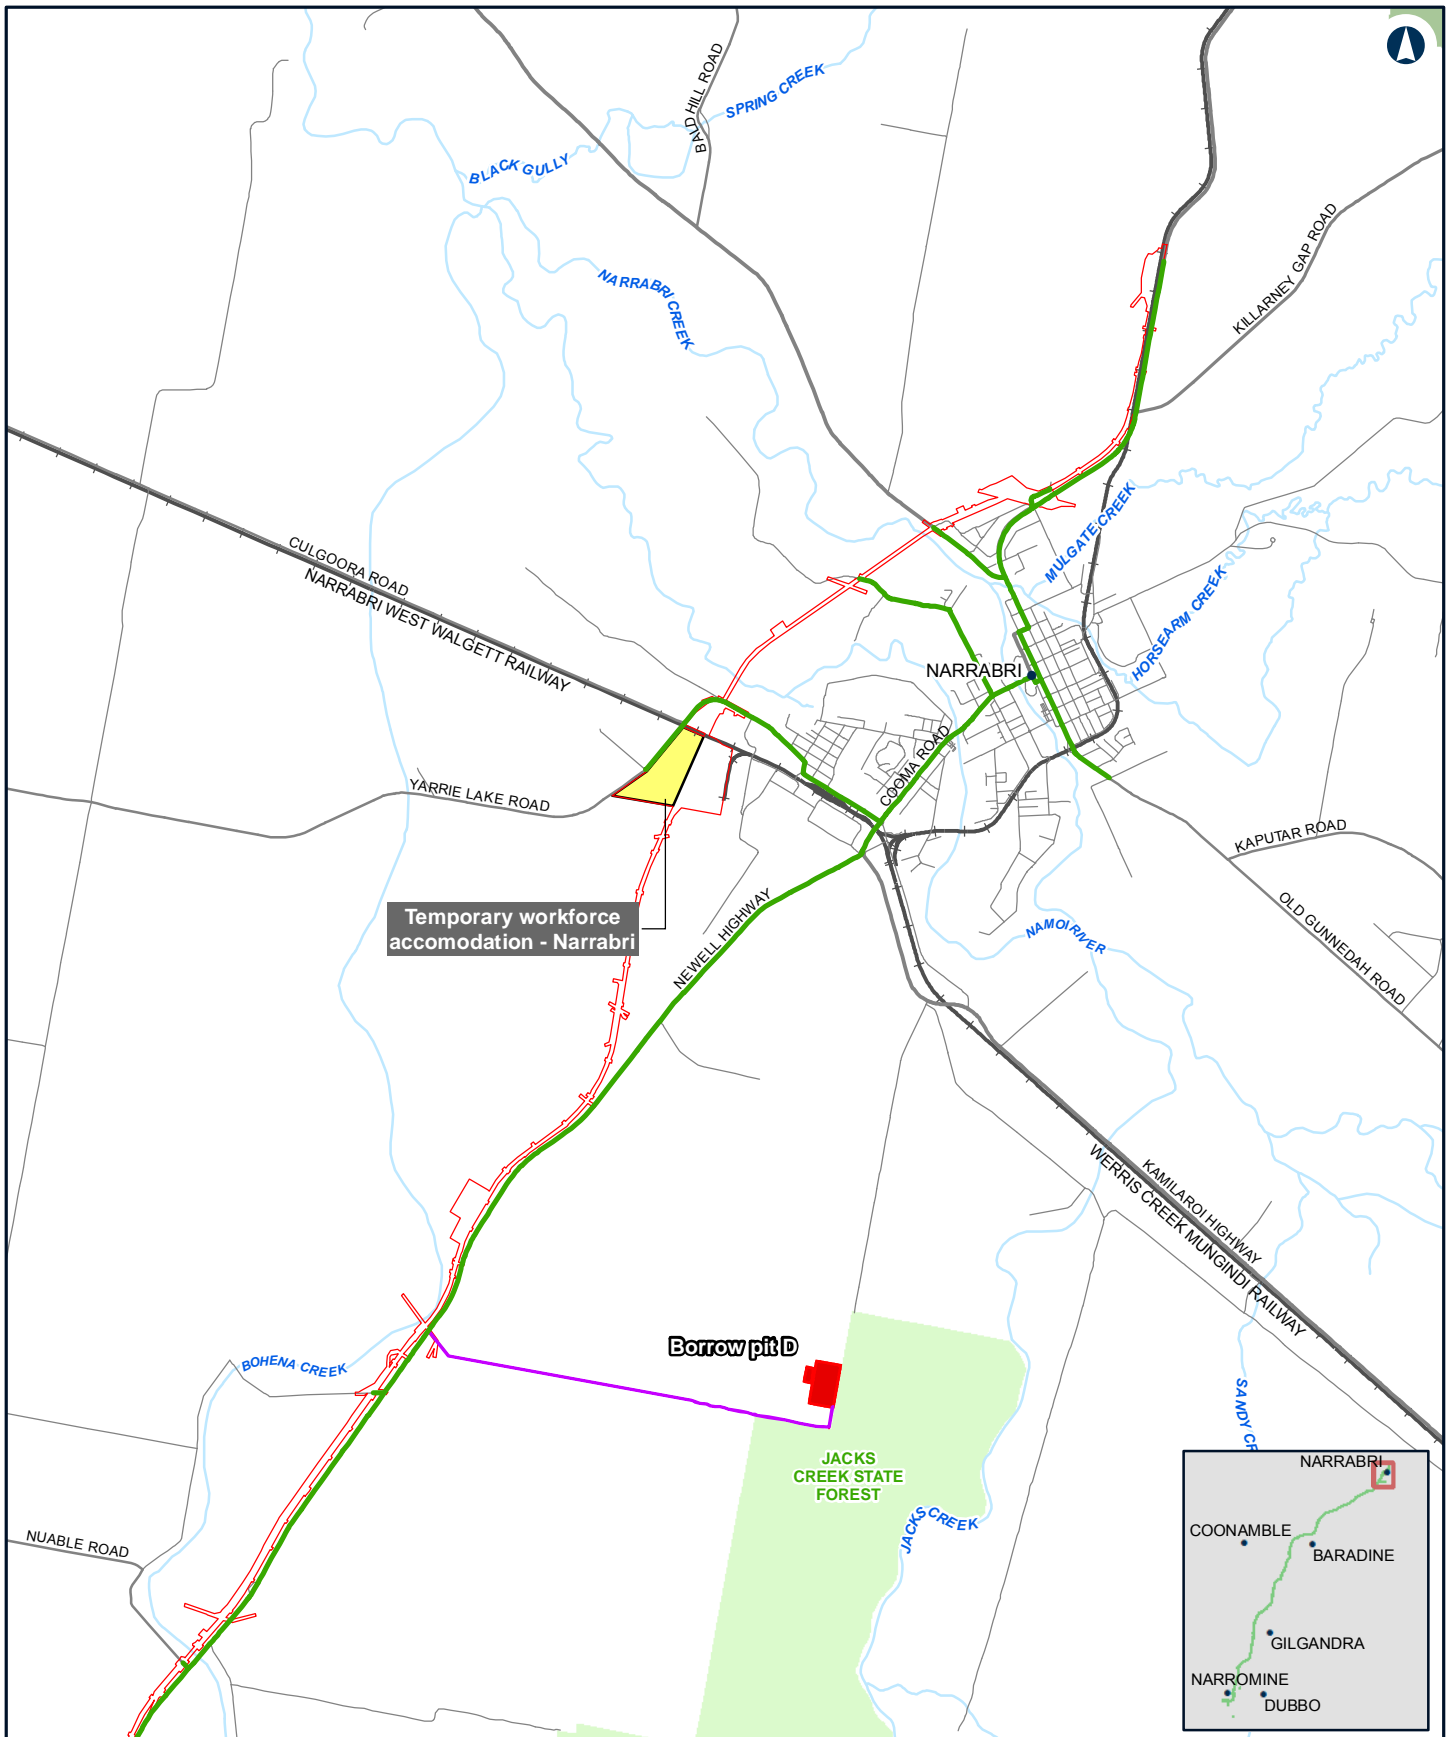 BALD HILL ROAD
SPRING CREEK
BLACK GULLY
NARRABRI CREEK
KILLARNEY GAP ROAD
MULGATE CREEK
HORSEARM CREEK
CULGOORA ROAD
NARRABRI WEST WALGETT RAILWAY
NARRABRI
COOMA ROAD
YARRIE LAKE ROAD
KAPUTAR ROAD
OLD GUNNEDAH ROAD
Temporary workforce
accomodation - Narrabri
NEWELL HIGHWAY
NAMOI RIVER
KAMILAROI HIGHWAY
WERRIS CREEK MUNGINDI RAILWAY
Borrow pit D
BOHENA CREEK
SANDY CR
JACKS
CREEK STATE
FOREST
JACKS CREEK
NUABLE ROAD
NARRABRI
COONAMBLE
BARADINE
GILGANDRA
NARROMINE
DUBBO